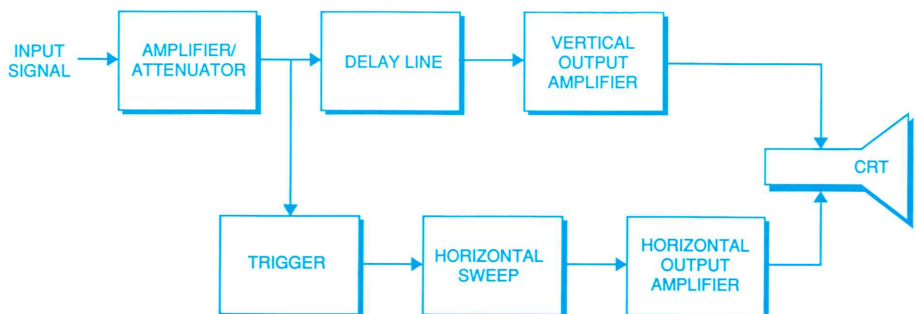 INPUT
SIGNAL
AMPLIFIER/
ATTENUATOR
DELAY LINE
VERTICAL
OUTPUT
AMPLIFIER
CRT
TRIGGER
HORIZONTAL
SWEEP
HORIZONTAL
OUTPUT
AMPLIFIER